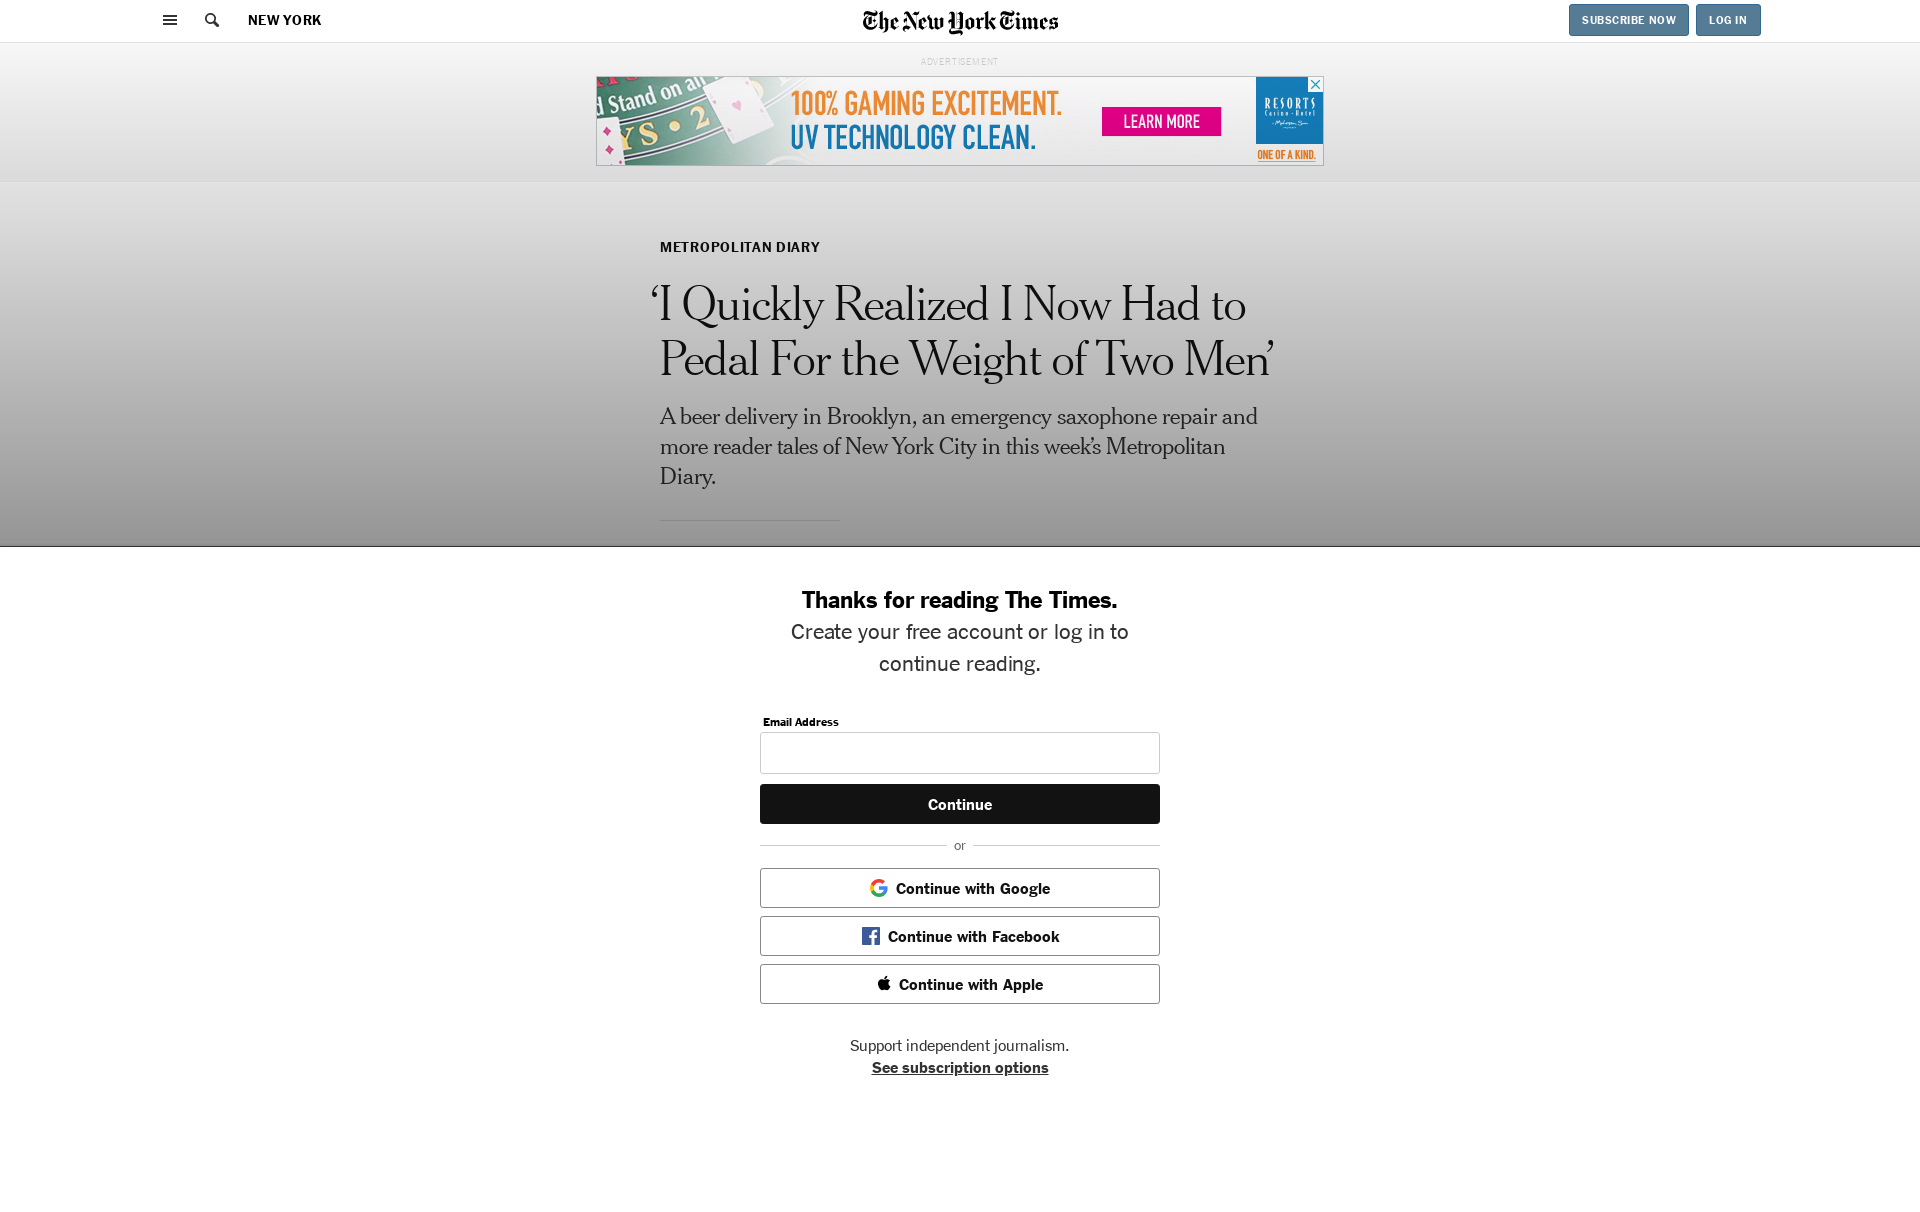 NEW YORK
The New York Times
SUBSCRIBE NOW
LOG IN
ADVERTISEMENT
d Stand on all
YS • 2
100% GAMING EXCITEMENT.
UV TECHNOLOGY CLEAN.
LEARN MORE
RESORTS
Casino • Hotel
ONE OF A KIND.
METROPOLITAN DIARY
‘I Quickly Realized I Now Had to
Pedal For the Weight of Two Men’
A beer delivery in Brooklyn, an emergency saxophone repair and
more reader tales of New York City in this week’s Metropolitan
Diary.
Thanks for reading The Times.
Create your free account or log in to
continue reading.
Email Address
Continue
or
Continue with Google
Continue with Facebook
Continue with Apple
Support independent journalism.
See subscription options